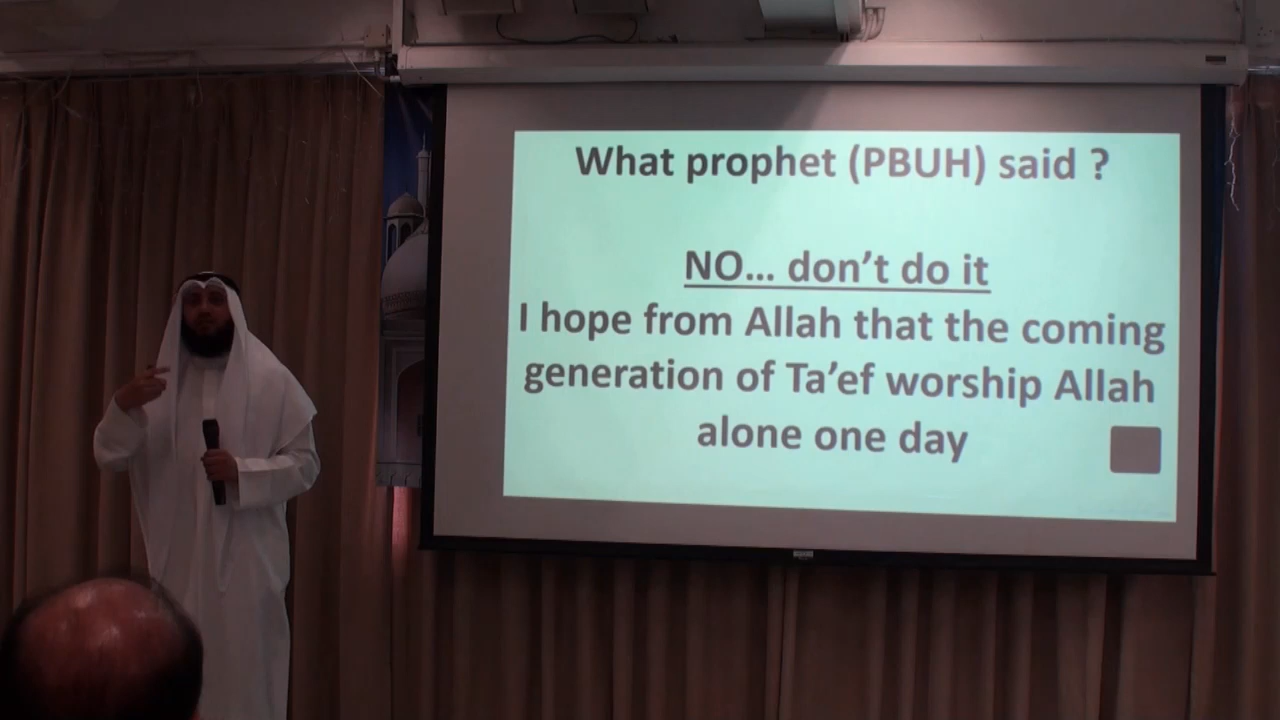 What prophet (PBUH) said ?
NO... don't do it
I hope from Allah that the coming
generation of Ta'ef worship Allah
alone one day